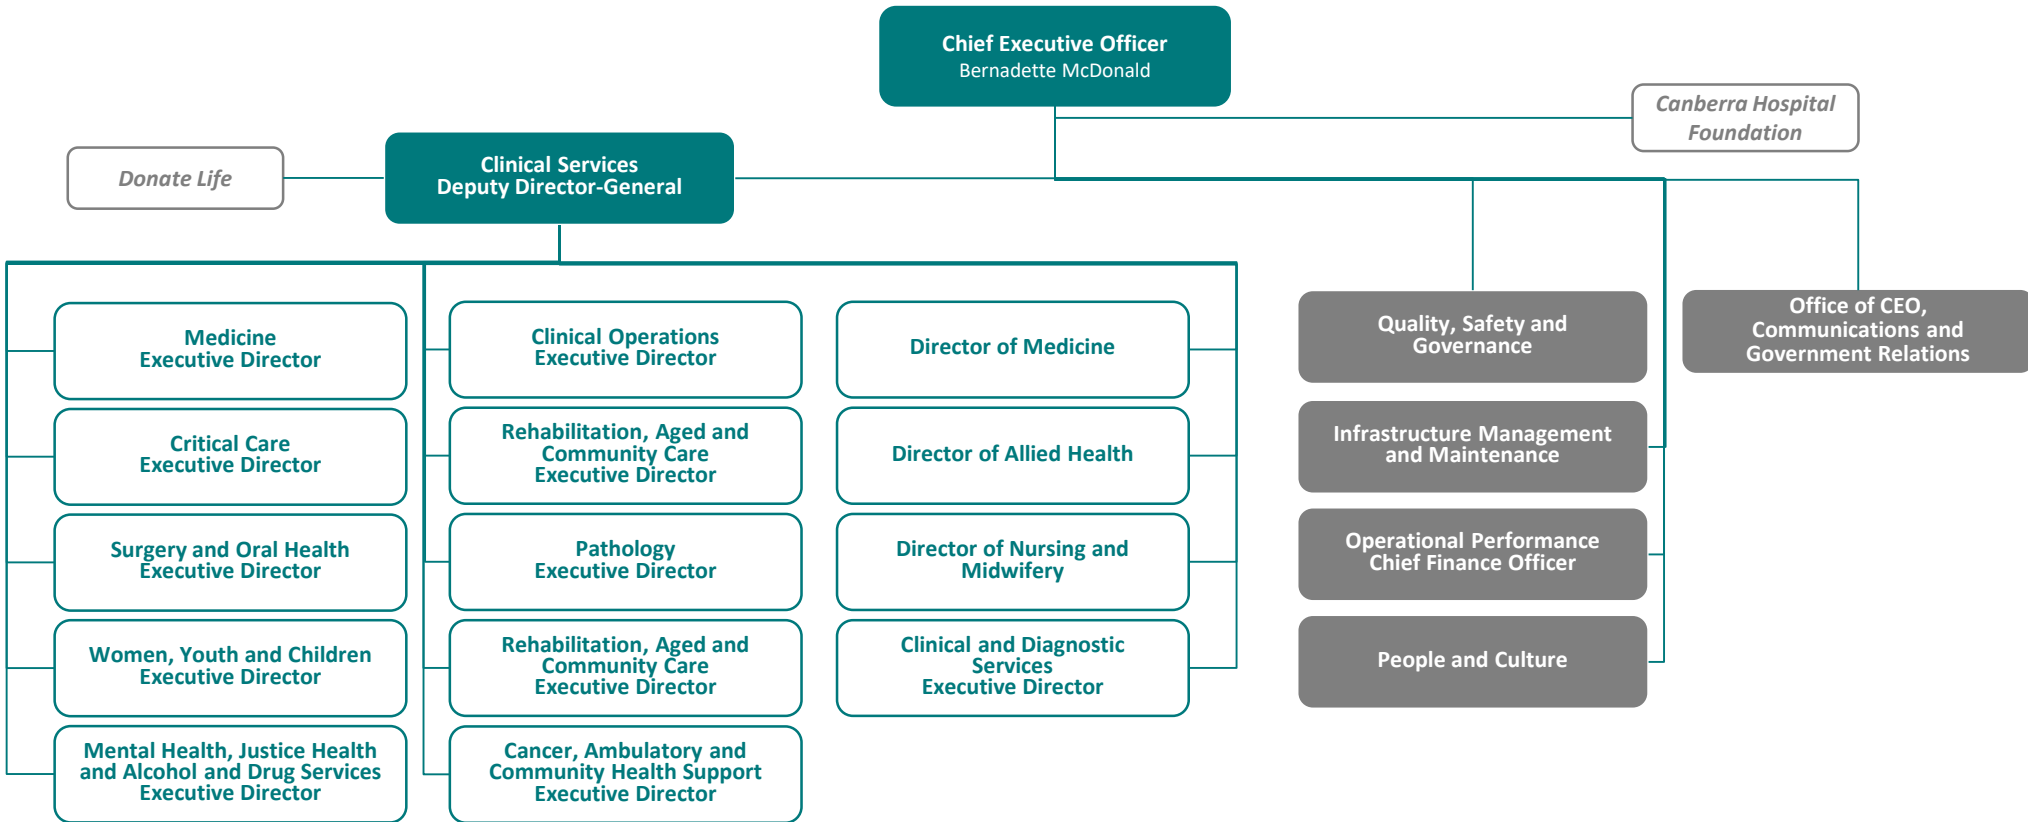 Chief Executive Officer
Bernadette McDonald
Canberra Hospital
Foundation
Donate Life
Clinical Services
Deputy Director-General
Medicine
Executive Director
Critical Care
Executive Director
Surgery and Oral Health
Executive Director
Women, Youth and Children
Executive Director
Mental Health, Justice Health
and Alcohol and Drug Services
Executive Director
Clinical Operations
Executive Director
Rehabilitation, Aged and
Community Care
Executive Director
Pathology
Executive Director
Rehabilitation, Aged and
Community Care
Executive Director
Cancer, Ambulatory and
Community Health Support
Executive Director
Director of Medicine
Director of Allied Health
Director of Nursing and
Midwifery
Clinical and Diagnostic
Services
Executive Director
Quality, Safety and
Governance
Infrastructure Management
and Maintenance
Operational Performance
Chief Finance Officer
People and Culture
Office of CEO,
Communications and
Government Relations